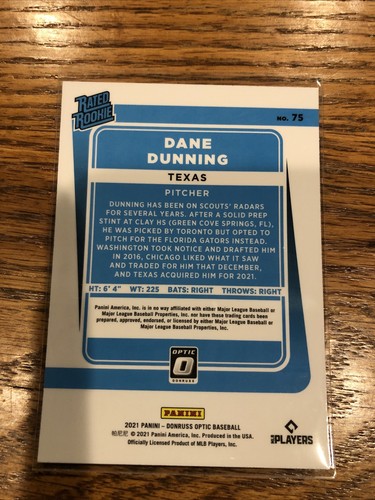 RATED
ROOKIE
NO. 75
DANE
DUNNING
TEXAS
PITCHER
DUNNING HAS BEEN ON SCOUTS' RADARS
FOR SEVERAL YEARS. AFTER A SOLID PREP
STINT AT CLAY HS (GREEN COVE SPRINGS, FL),
HE WAS PICKED BY TORONTO BUT OPTED TO
PITCH FOR THE FLORIDA GATORS INSTEAD.
WASHINGTON TOOK NOTICE AND DRAFTED HIM
IN 2016, CHICAGO LIKED WHAT IT SAW
AND TRADED FOR HIM THAT DECEMBER,
AND TEXAS ACQUIRED HIM FOR 2021.
HT: 6' 4" WT: 225 BATS: RIGHT THROWS: RIGHT
Panini America, Inc. is in no way affiliated with either Major League Baseball or
Major League Baseball Properties, Inc. nor have these trading cards been
prepared, approved, endorsed, or licensed by either Major League Baseball or
Major League Baseball Properties, Inc.
OPTIC
DONRUSS
PANINI
2021 PANINI – DONRUSS OPTIC BASEBALL
帕尼尼 © 2021 Panini America, Inc. Produced in the USA.
Officially Licensed Product of MLB Players, Inc.
MLB PLAYERS